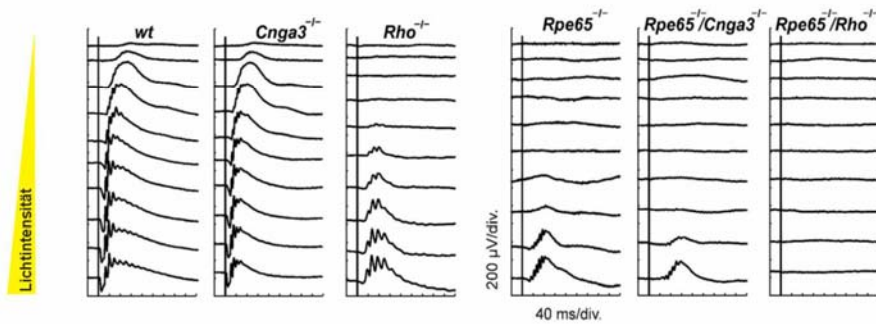 wt
Cnga3⁻/⁻
Rho⁻/⁻
Rpe65⁻/⁻
Rpe65⁻/⁻/Cnga3⁻/⁻
Rpe65⁻/⁻/Rho⁻/⁻
Lichtintensität
200 µV/div.
40 ms/div.